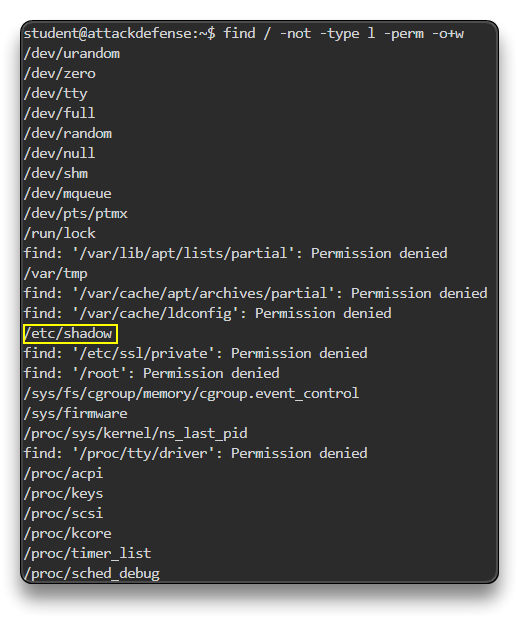 student@attackdefense:~$ find / -not -type l -perm -o+w
/dev/urandom
/dev/zero
/dev/tty
/dev/full
/dev/random
/dev/null
/dev/shm
/dev/mqueue
/dev/pts/ptmx
/run/lock
find: '/var/lib/apt/lists/partial': Permission denied
/var/tmp
find: '/var/cache/apt/archives/partial': Permission denied
find: '/var/cache/ldconfig': Permission denied
/etc/shadow
find: '/etc/ssl/private': Permission denied
find: '/root': Permission denied
/sys/fs/cgroup/memory/cgroup.event_control
/sys/firmware
/proc/sys/kernel/ns_last_pid
find: '/proc/tty/driver': Permission denied
/proc/acpi
/proc/keys
/proc/scsi
/proc/kcore
/proc/timer_list
/proc/sched_debug